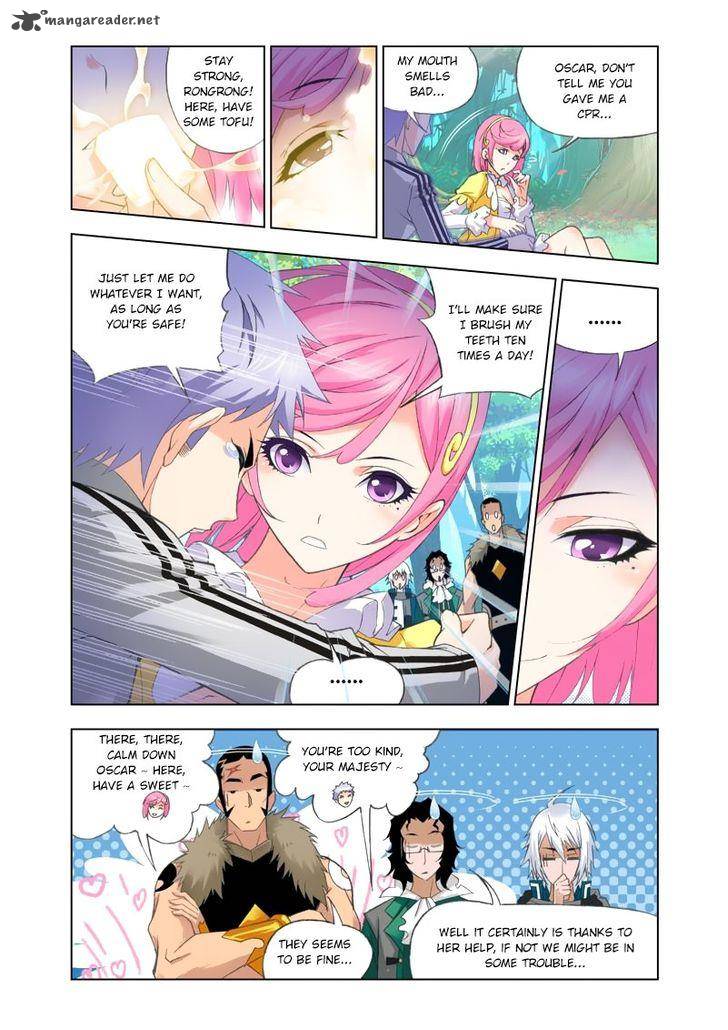 mangareader.net
STAY
STRONG,
RONGRONG!
HERE, HAVE
SOME TOFU!
MY MOUTH
SMELLS
BAD...
OSCAR, DON'T
TELL ME YOU
GAVE ME A
CPR...
JUST LET ME DO
WHATEVER I WANT,
AS LONG AS
YOU'RE SAFE!
I'LL MAKE SURE
I BRUSH MY
TEETH TEN
TIMES A DAY!
......
......
THERE, THERE,
CALM DOWN
OSCAR ~ HERE,
HAVE A SWEET ~
YOU'RE TOO KIND,
YOUR MAJESTY ~
THEY SEEMS
TO BE
FINE...
WELL IT CERTAINLY IS THANKS TO
HER HELP, IF NOT WE MIGHT BE IN
SOME TROUBLE...